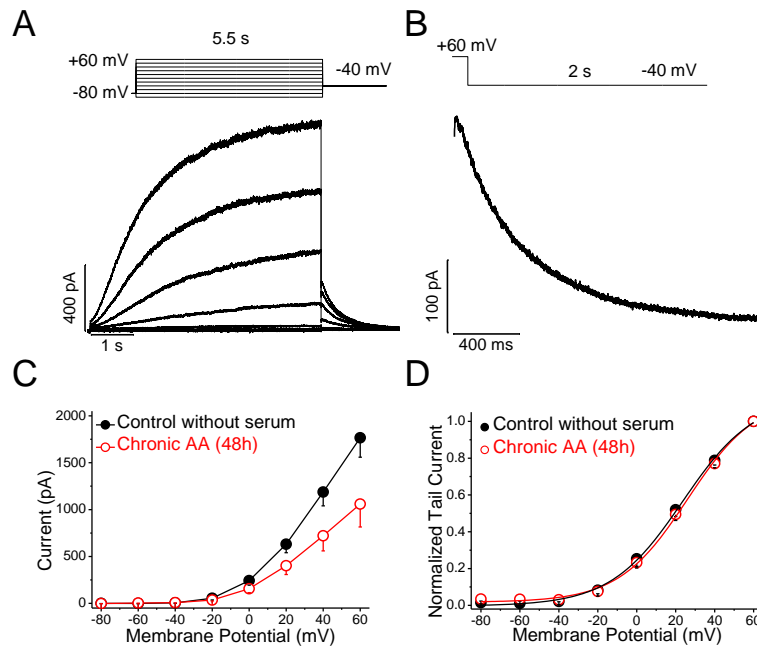 A
5.5 s
+60 mV
-80 mV
-40 mV
400 pA
1 s
B
+60 mV
2 s
-40 mV
100 pA
400 ms
C
Current (pA)
2000
1750
1500
1250
1000
750
500
250
0
Control without serum
Chronic AA (48h)
-80 -60 -40 -20 0 20 40 60
Membrane Potential (mV)
D
Normalized Tail Current
1.0
0.8
0.6
0.4
0.2
0.0
Control without serum
Chronic AA (48h)
-80 -60 -40 -20 0 20 40 60
Membrane Potential (mV)